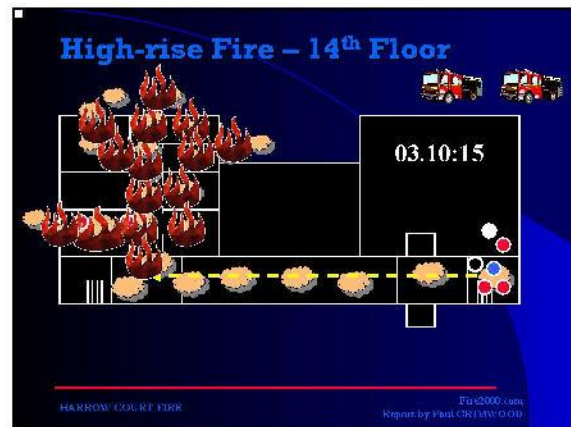 High-rise Fire – 14th Floor
03.10:15
HARROW COURT FIRE
Fire2000.com
Report by Paul GRIMWOOD